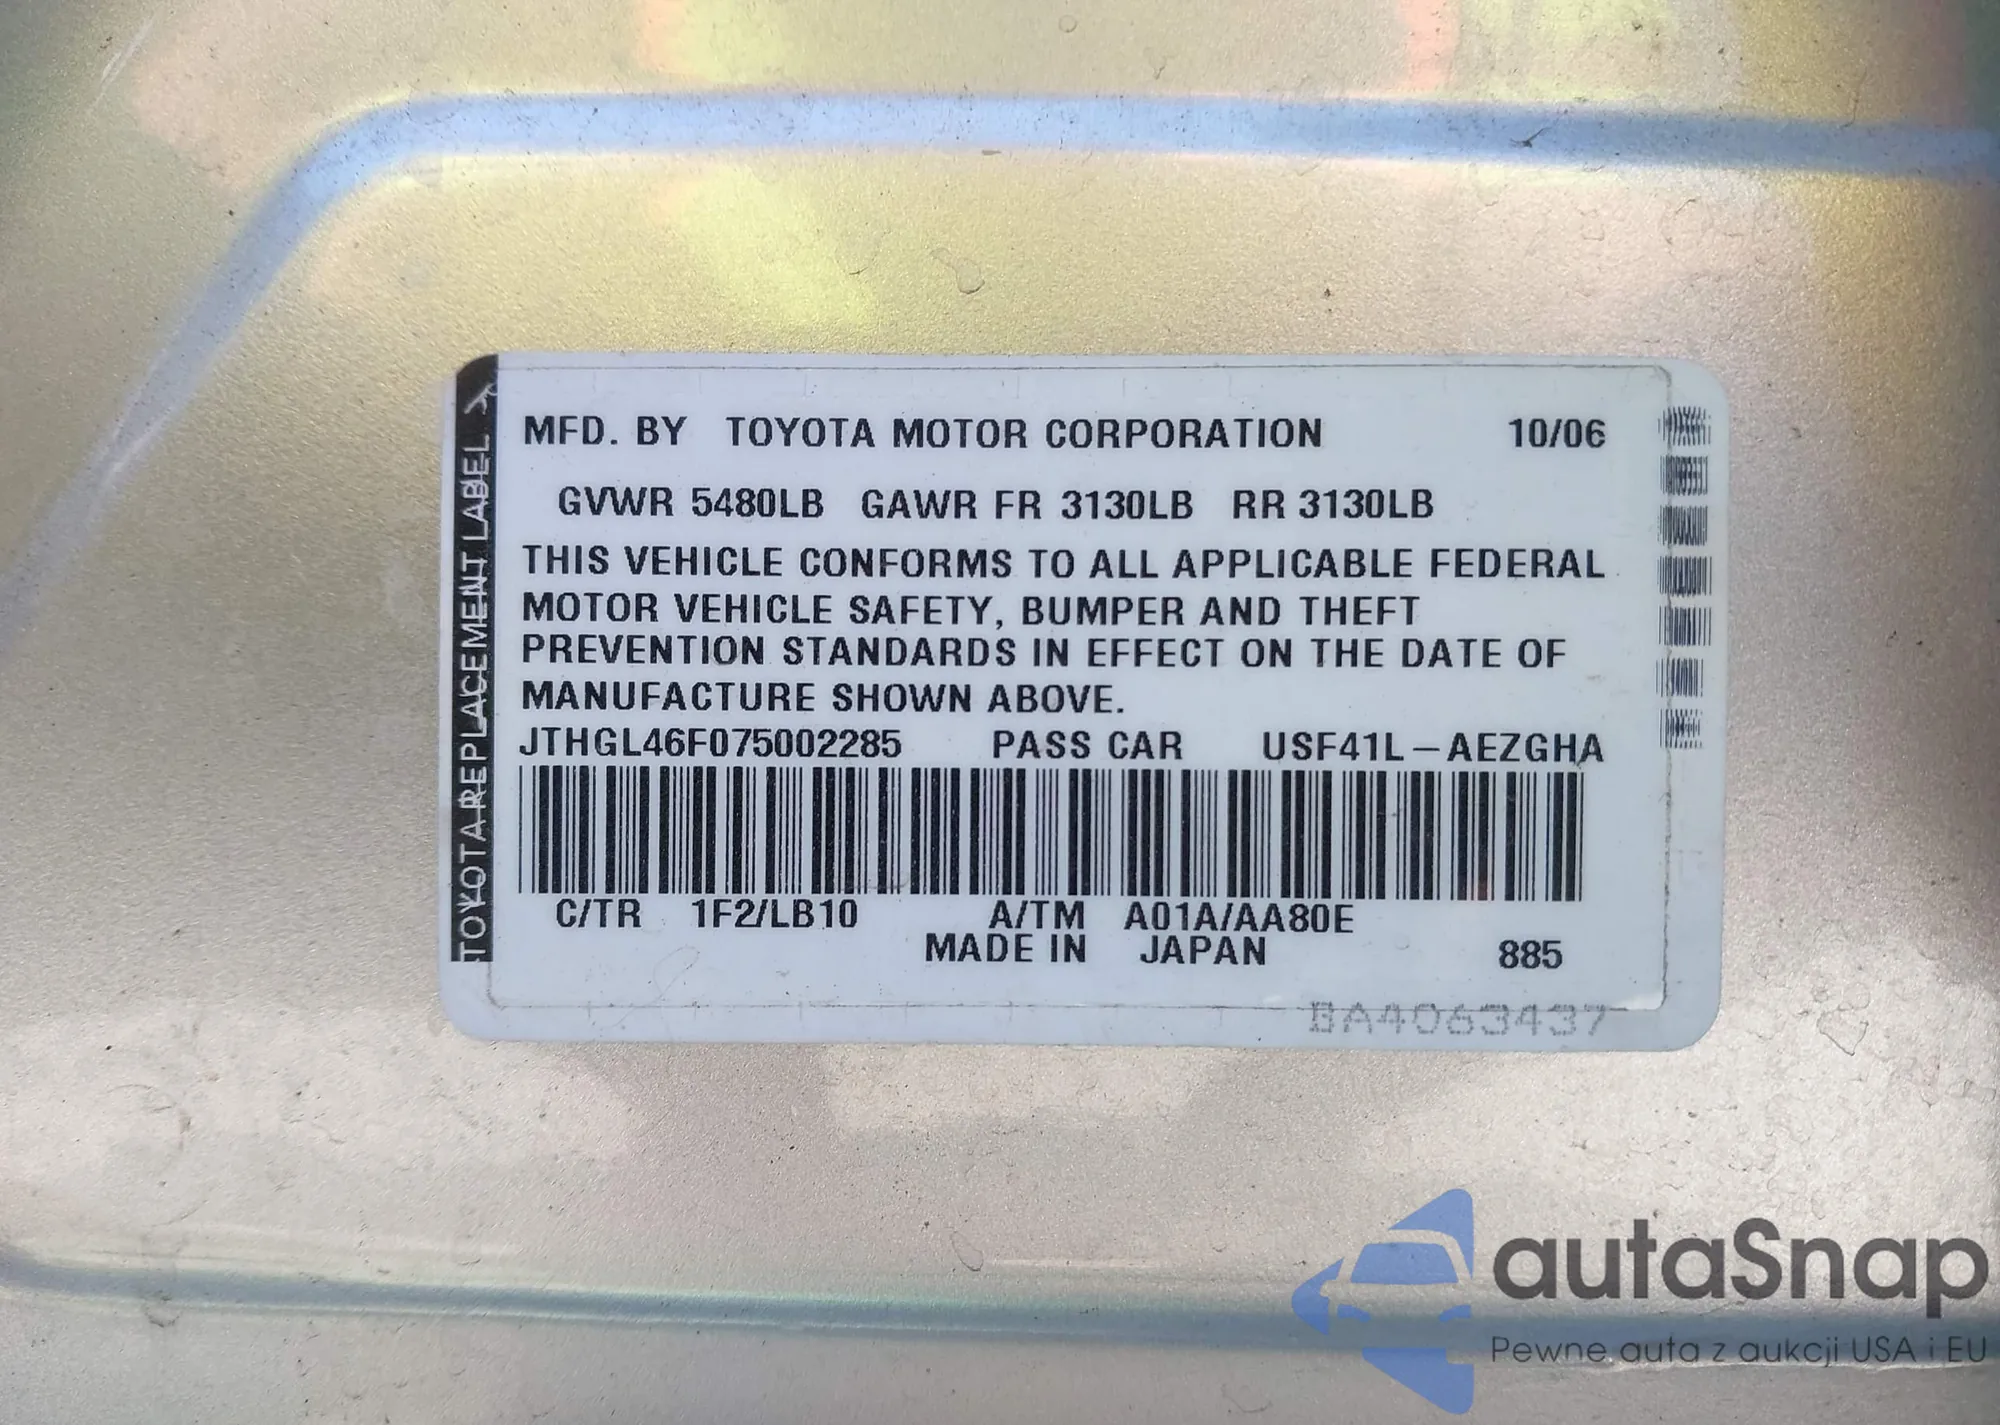 MFD. BY TOYOTA MOTOR CORPORATION 10/06
GVWR 5480LB GAWR FR 3130LB RR 3130LB
THIS VEHICLE CONFORMS TO ALL APPLICABLE FEDERAL
MOTOR VEHICLE SAFETY, BUMPER AND THEFT
PREVENTION STANDARDS IN EFFECT ON THE DATE OF
MANUFACTURE SHOWN ABOVE.
JTHGL46F075002285 PASS CAR USF41L-AEZGHA
C/TR 1F2/LB10 A/TM A01A/AA80E
MADE IN JAPAN 885
BA4063437
TOYOTA REPLACEMENT LABEL
autaSnap
Pewne auta z aukcji USA i EU